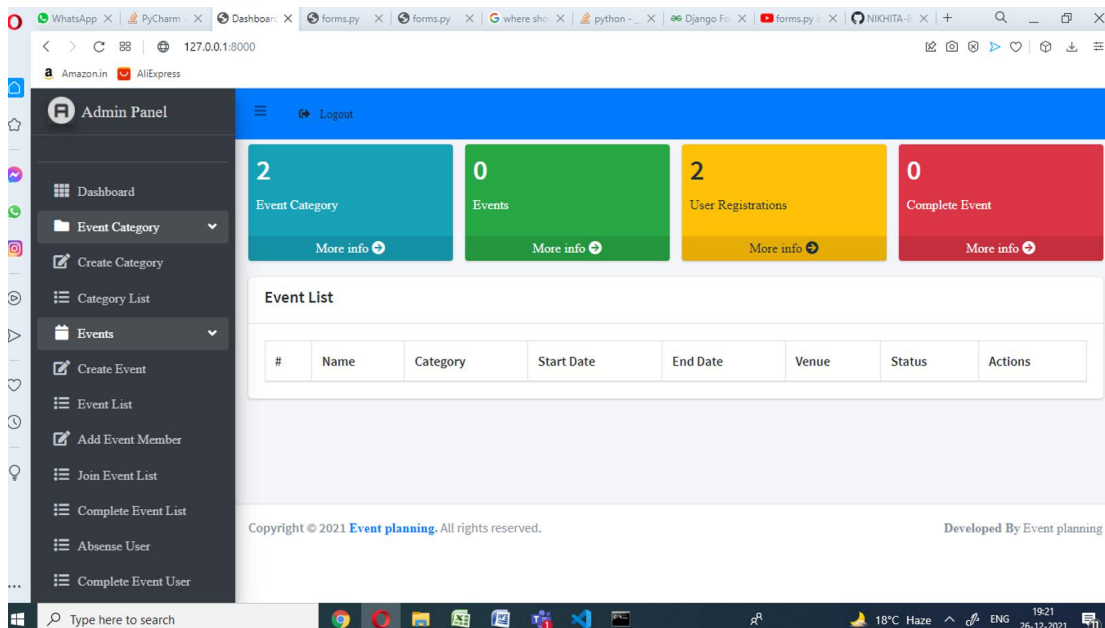 WhatsApp
PyCharm -
Dashboard
forms.py
forms.py
where sho
python - _
Django Fo
forms.py in
NIKHITA-8
127.0.0.1:8000
Amazon.in
AliExpress
Admin Panel
Logout
2
Event Category
More info
0
Events
More info
2
User Registrations
More info
0
Complete Event
More info
Dashboard
Event Category
Create Category
Category List
Events
Create Event
Event List
Add Event Member
Join Event List
Complete Event List
Absense User
Complete Event User
Event List
# Name Category Start Date End Date Venue Status Actions
Copyright © 2021 Event planning. All rights reserved.
Developed By Event planning
Type here to search
18°C Haze
ENG
19:21
26-12-2021